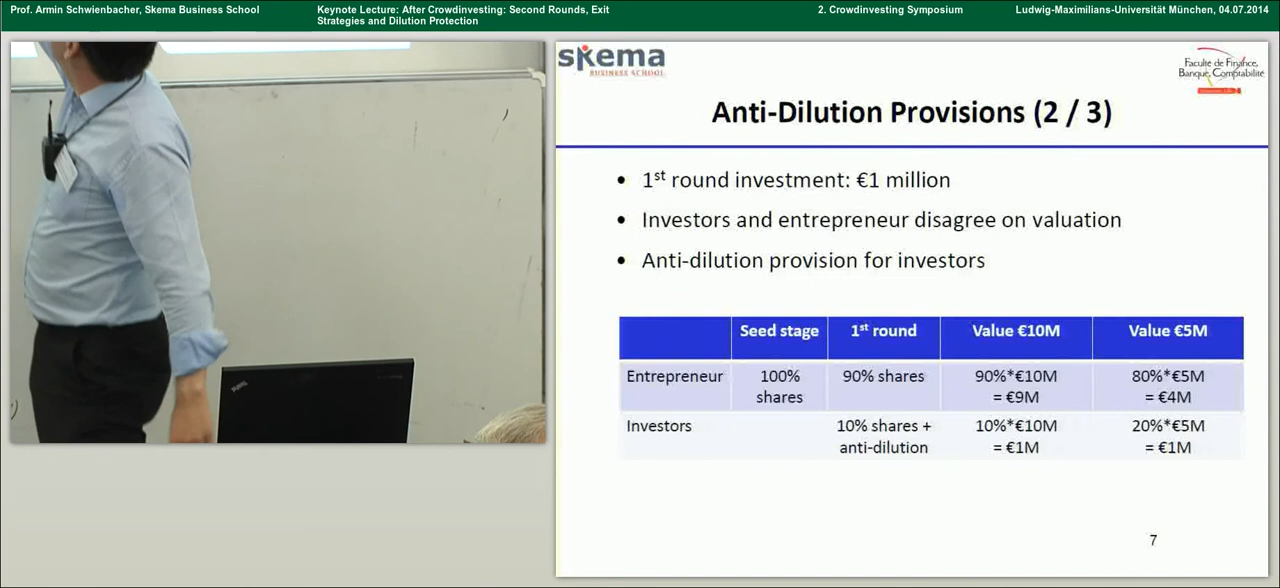 Prof. Armin Schwienbacher, Skema Business School
Keynote Lecture: After Crowdinvesting: Second Rounds, Exit
Strategies and Dilution Protection
2. Crowdinvesting Symposium
Ludwig-Maximilians-Universität München, 04.07.2014
skema
BUSINESS SCHOOL
Faculté de Finance,
Banque, Comptabilité
Anti-Dilution Provisions (2 / 3)
• 1st round investment: €1 million
• Investors and entrepreneur disagree on valuation
• Anti-dilution provision for investors
Seed stage 1st round Value €10M Value €5M
Entrepreneur 100% 90% shares 90%*€10M 80%*€5M
shares = €9M = €4M
Investors 10% shares + 10%*€10M 20%*€5M
anti-dilution = €1M = €1M
7